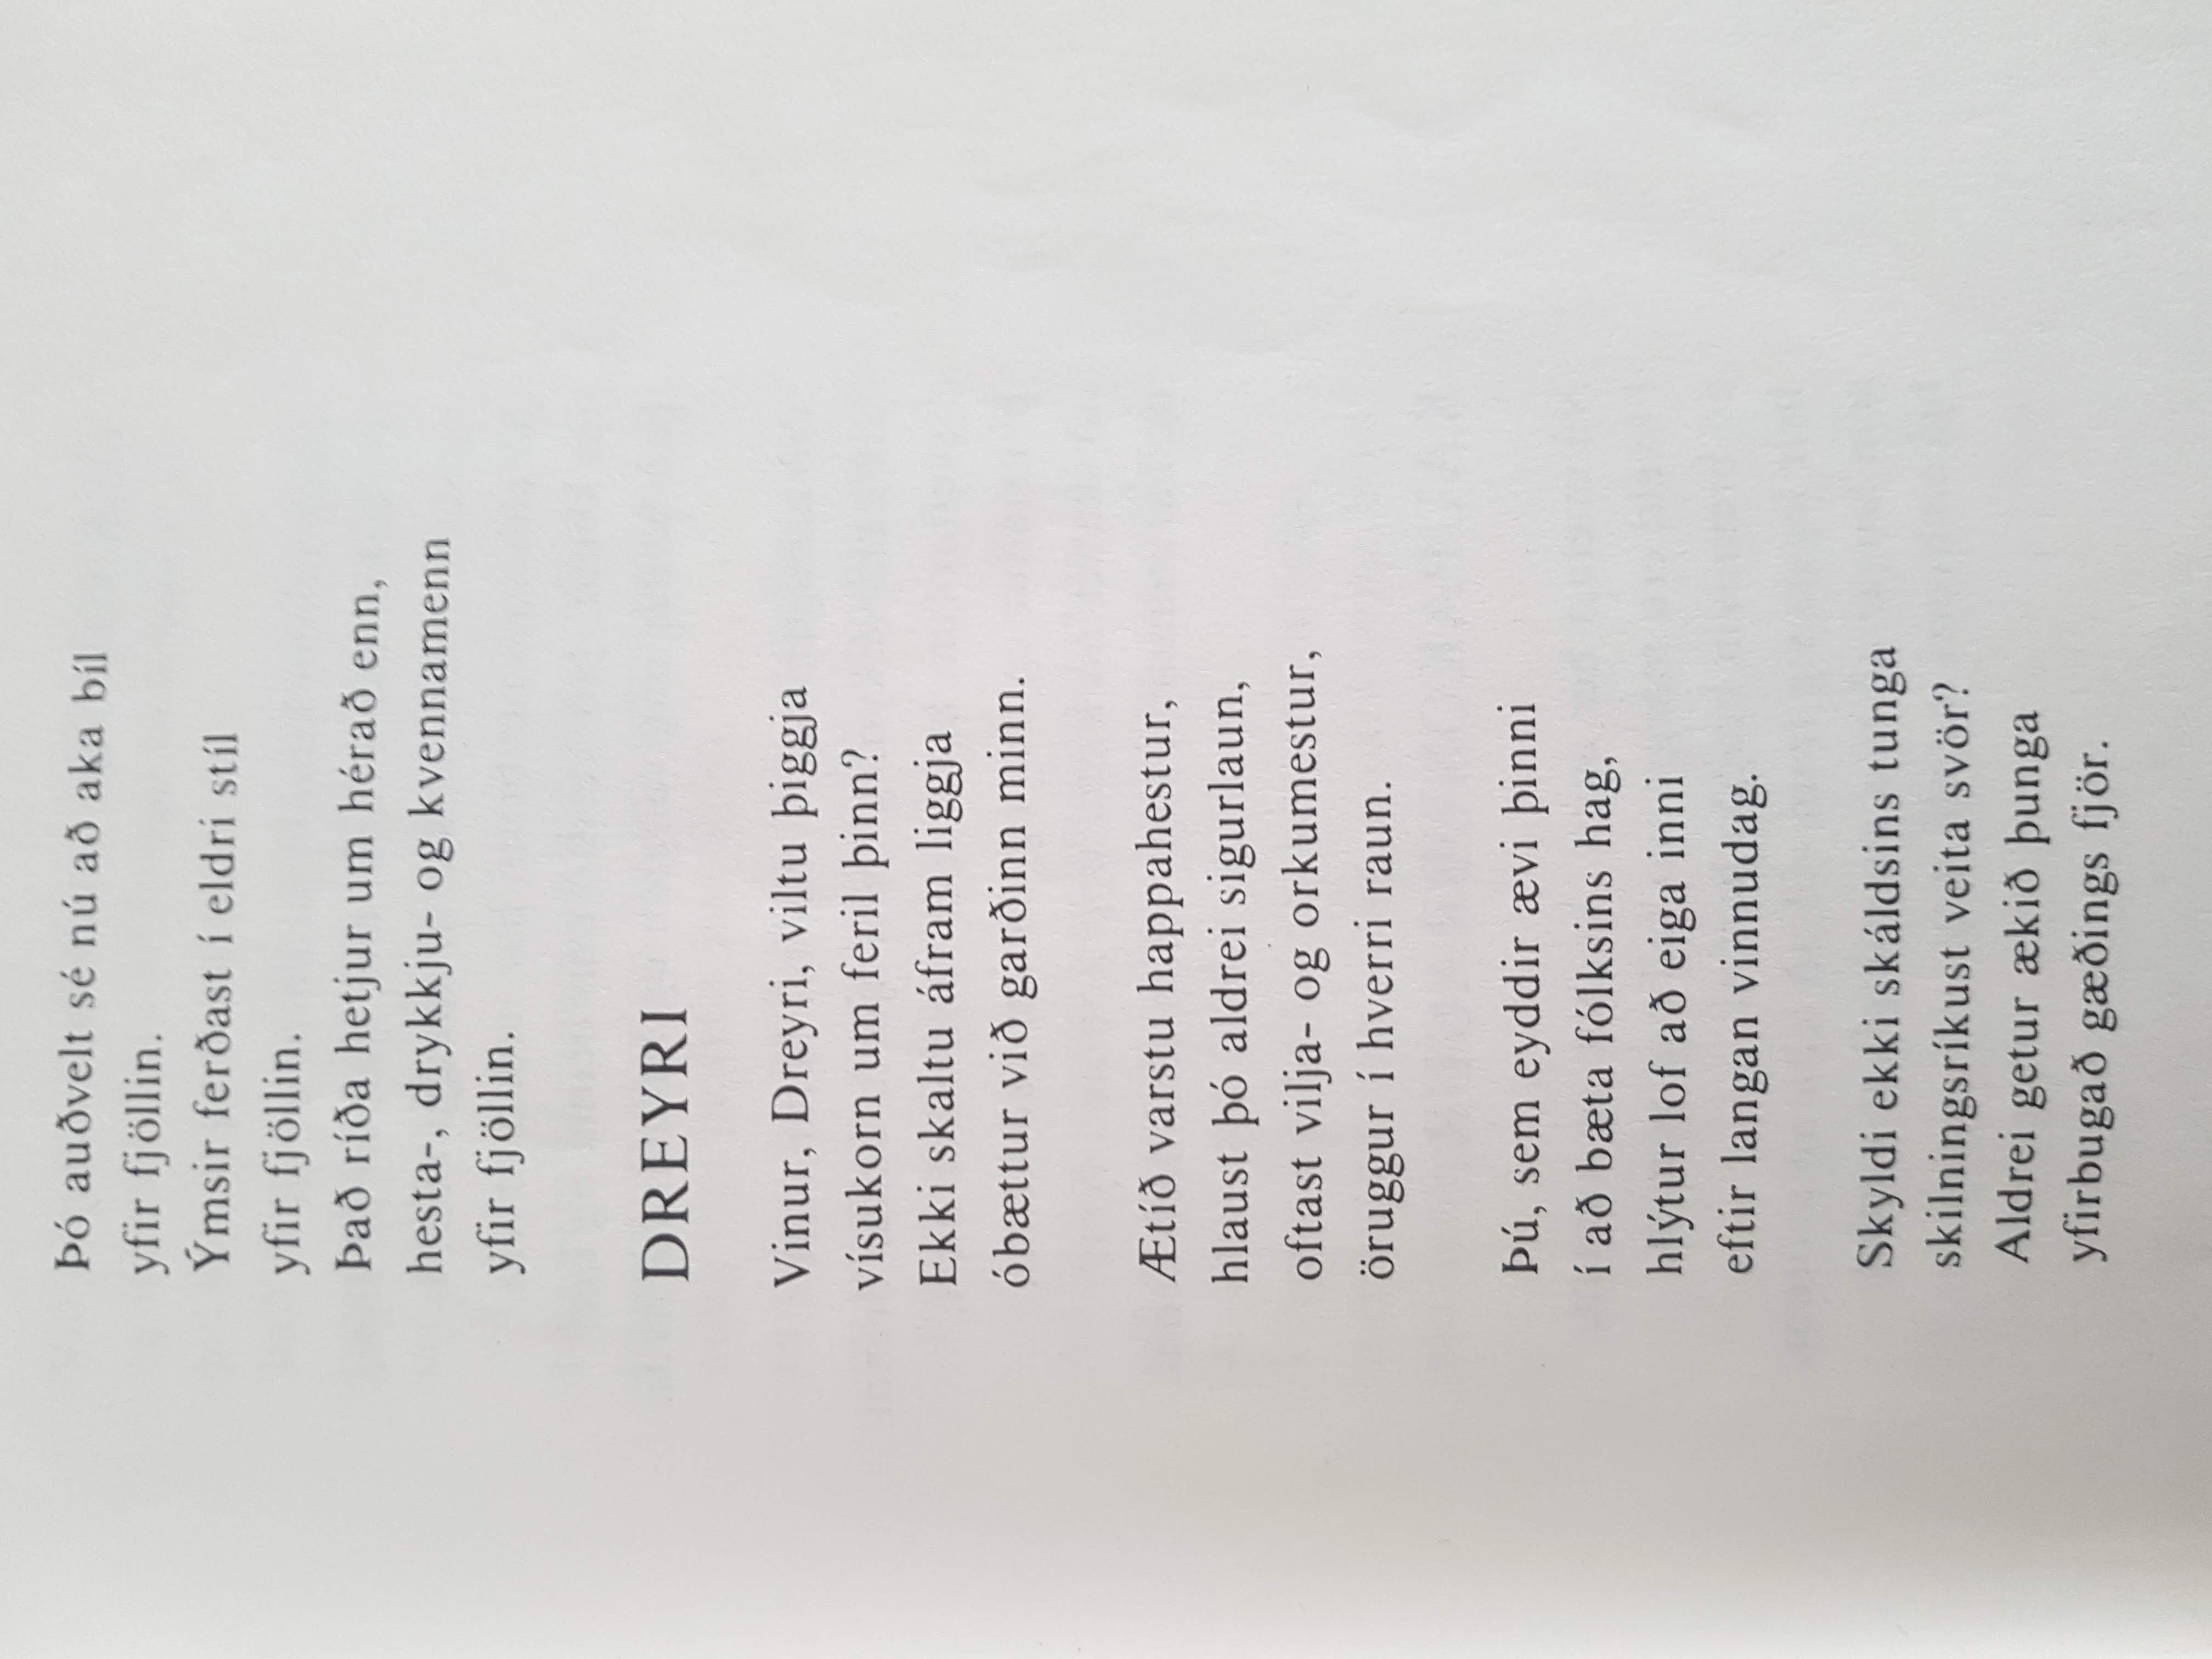 Þó auðvelt sé nú að aka bíl
yfir fjöllin.
Ýmsir ferðast í eldri stíl
yfir fjöllin.
Það ríða hetjur um hérað enn,
hesta-, drykkju- og kvennamenn
yfir fjöllin.
DREYRI
Vinur, Dreyri, viltu þiggja
vísukorn um feril þinn?
Ekki skaltu áfram liggja
óbættur við garðinn minn.
Ætíð varstu happahestur,
hlaust þó aldrei sigurlaun,
oftast vilja- og orkumestur,
öruggur í hverri raun.
Þú, sem eyddir ævi þinni
í að bæta fólksins hag,
hlýtur lof að eiga inni
eftir langan vinnudag.
Skyldi ekki skáldsins tunga
skilningsríkust veita svör?
Aldrei getur ækið þunga
yfirbugað gæðings fjör.